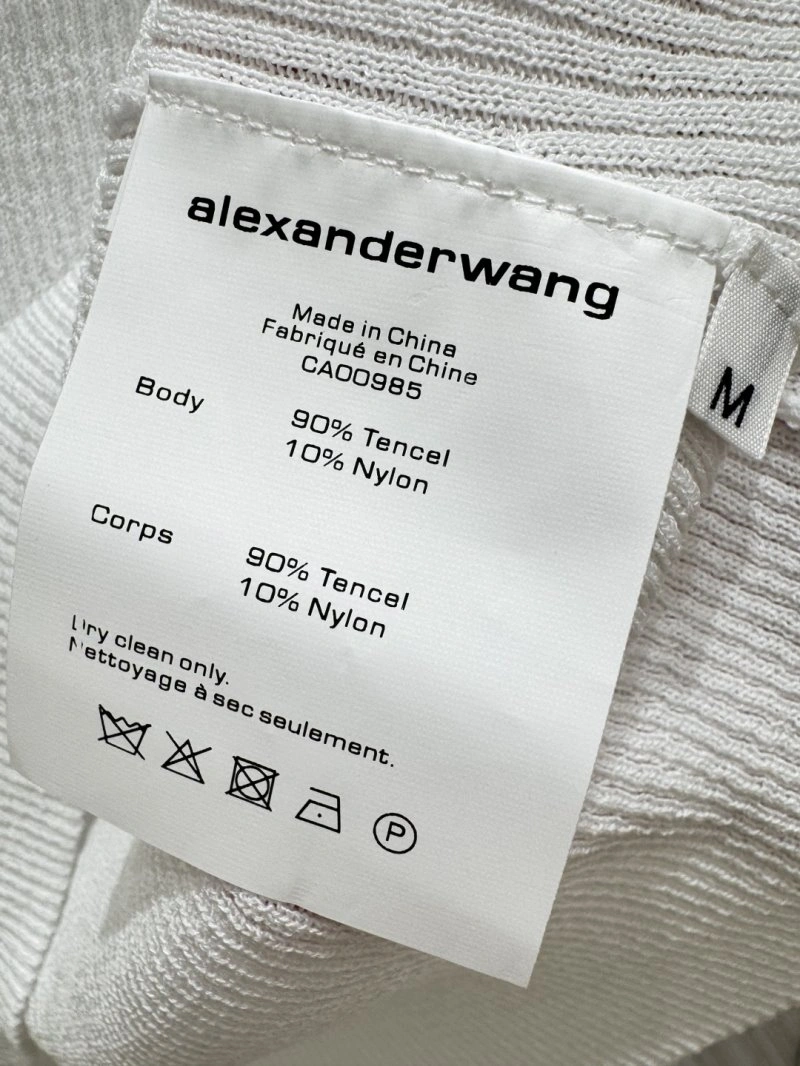 alexanderwang
Made in China
Fabriqué en Chine
CA00985
Body
90% Tencel
10% Nylon
Corps
90% Tencel
10% Nylon
Dry clean only.
Nettoyage à sec seulement.
P
M